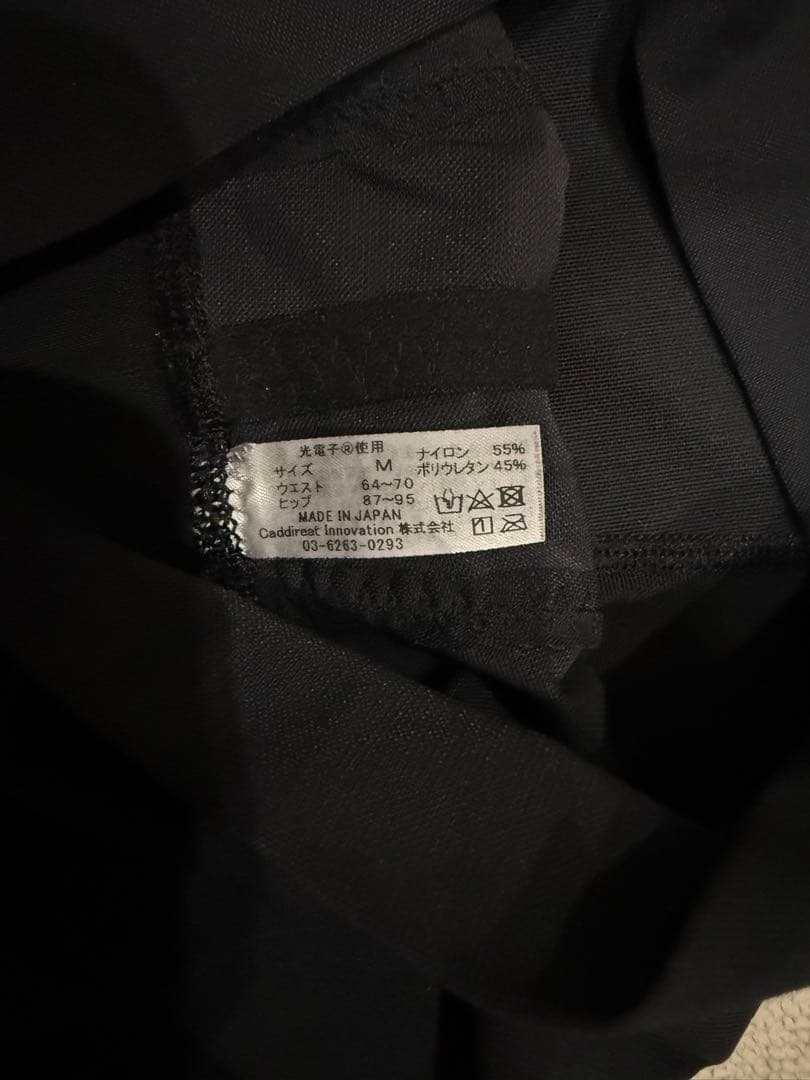 光電子®使用
サイズ M
ウエスト 64~70
ヒップ 87~95
MADE IN JAPAN
Caddireat Innovation 株式会社
03-6263-0293
ナイロン 55%
ポリウレタン 45%